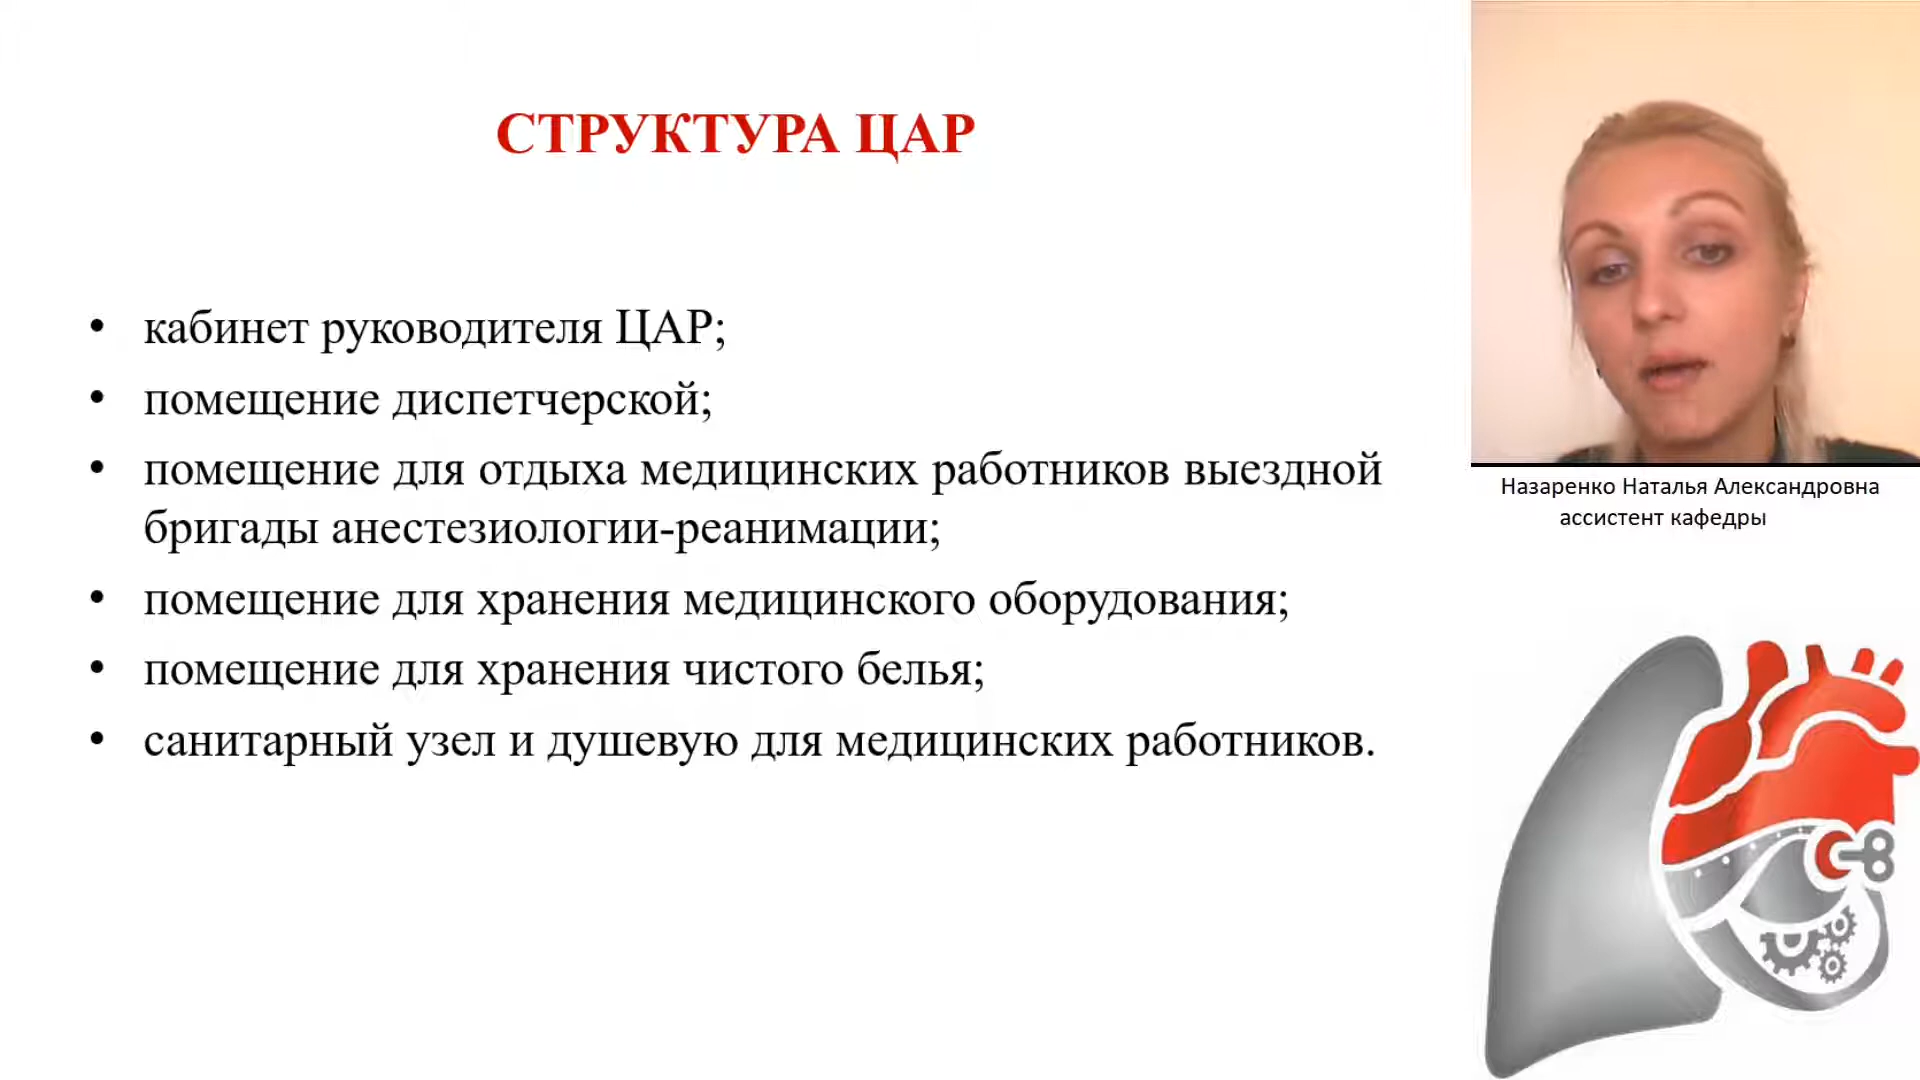 СТРУКТУРА ЦАР
• кабинет руководителя ЦАР;
• помещение диспетчерской;
• помещение для отдыха медицинских работников выездной
бригады анестезиологии-реанимации;
• помещение для хранения медицинского оборудования;
• помещение для хранения чистого белья;
• санитарный узел и душевую для медицинских работников.
Назаренко Наталья Александровна
ассистент кафедры